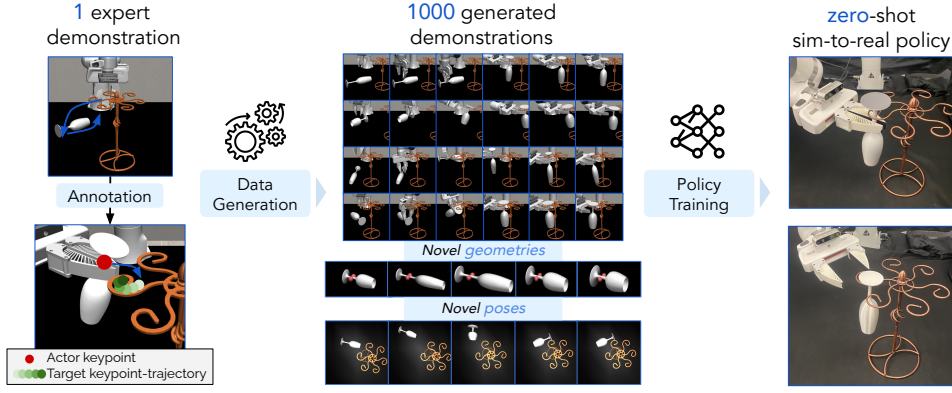 1 expert
demonstration
Annotation
Actor keypoint
Target keypoint-trajectory
Data
Generation
1000 generated
demonstrations
Novel geometries
Novel poses
Policy
Training
zero-shot
sim-to-real policy